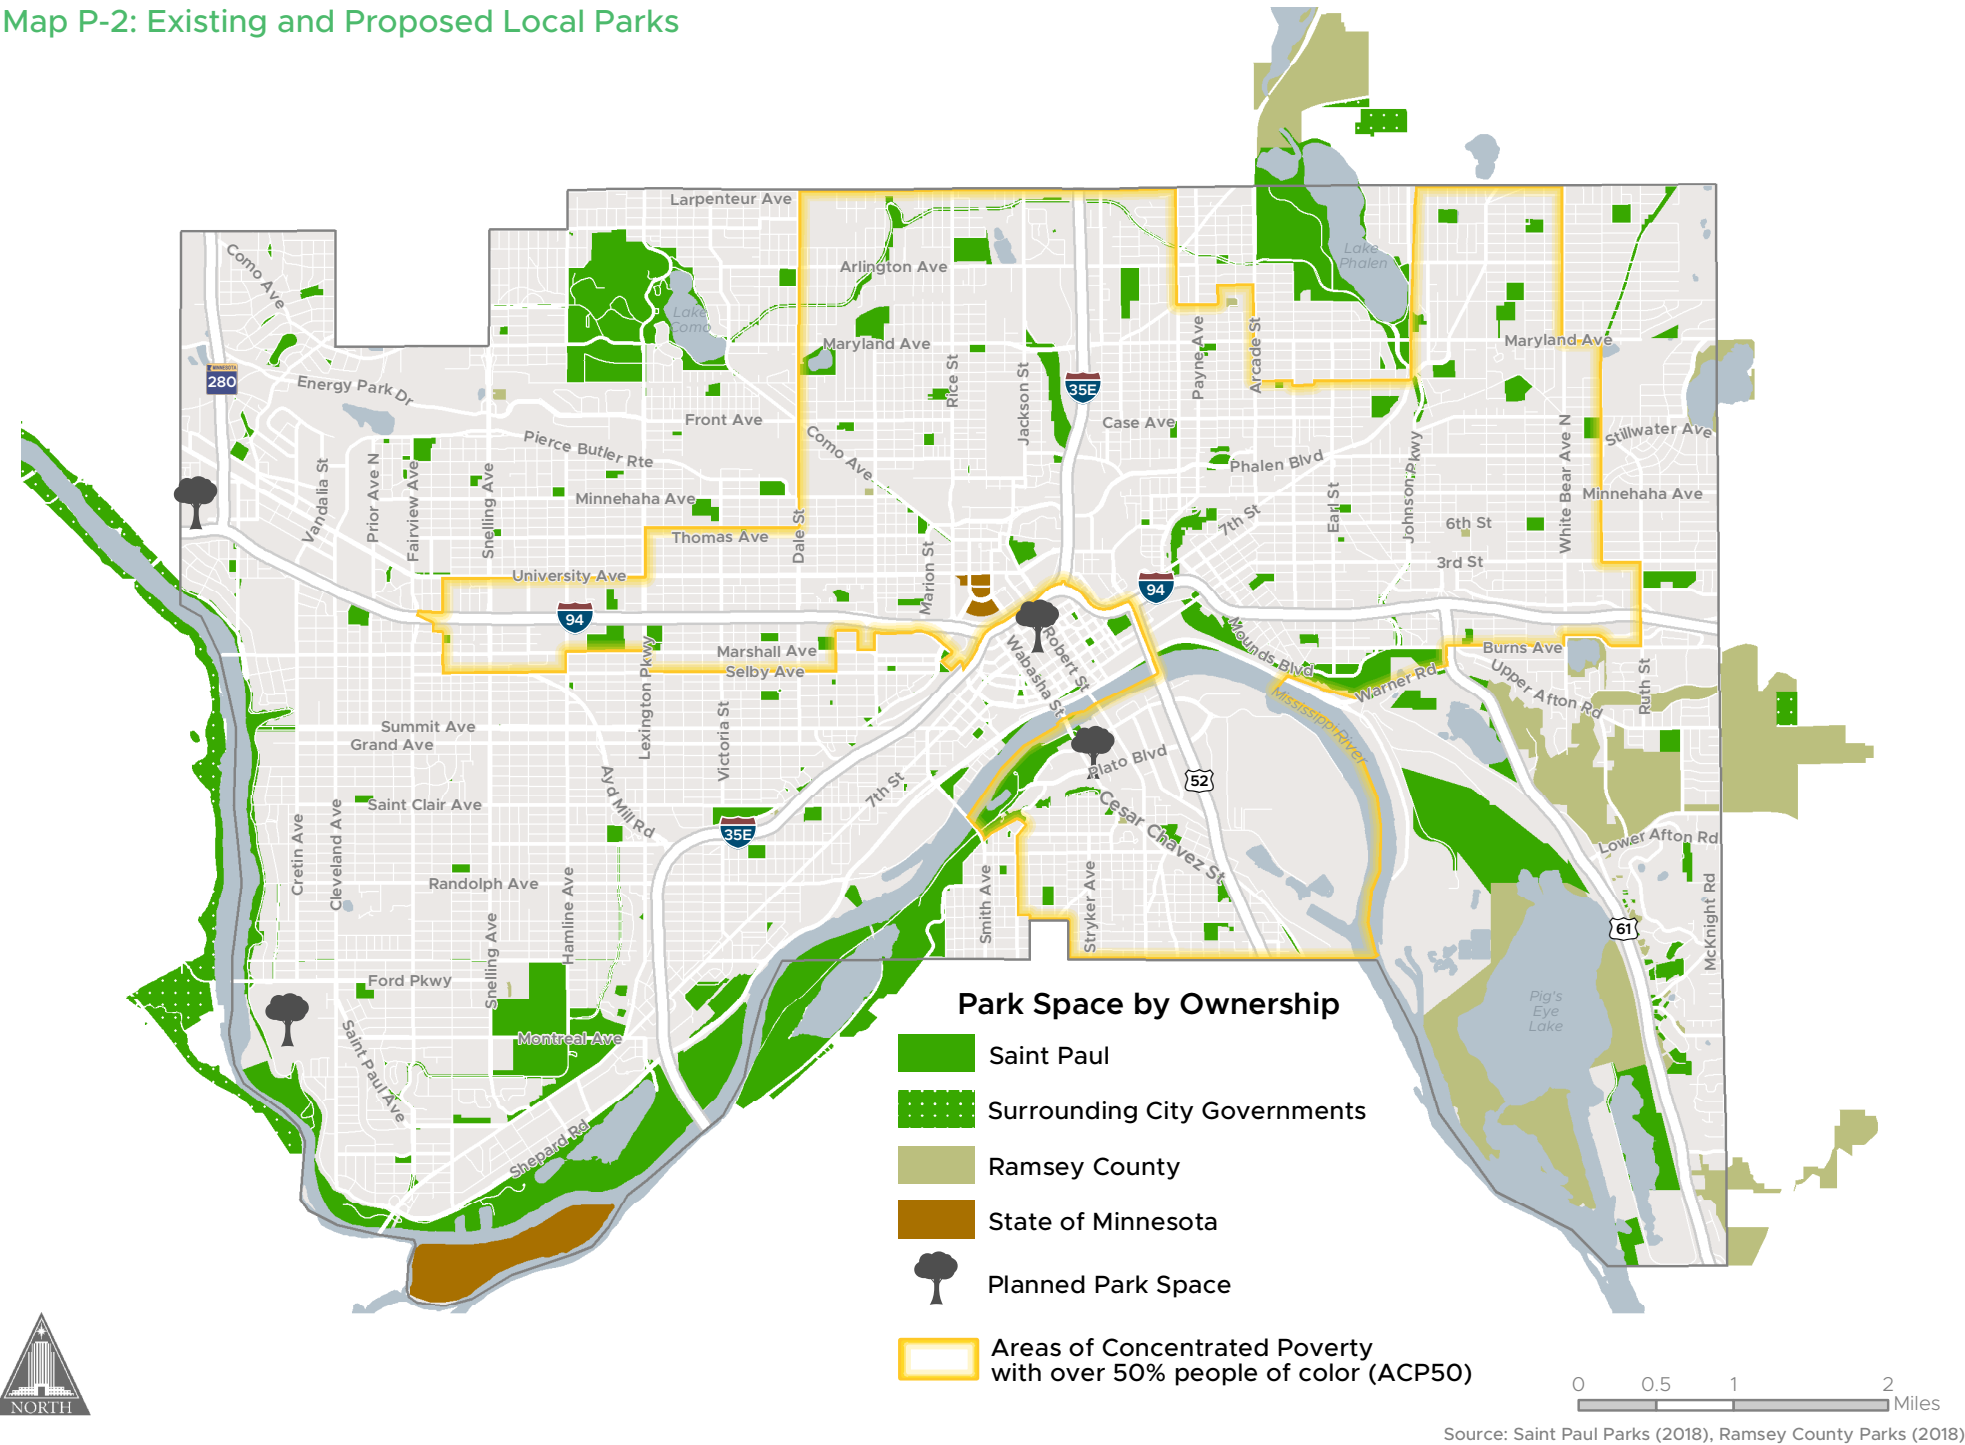 Map P-2: Existing and Proposed Local Parks
Larpenteur Ave
Como Ave
Arlington Ave
Lake
Phalen
Lake
Como
Maryland Ave
Maryland Ave
MINNESOTA
280
Energy Park Dr
Rice St
Jackson St
35E
Payne Ave
Arcade St
Front Ave
Case Ave
Pierce Butler Rte
Como Ave
Phalen Blvd
Johnson Pkwy
White Bear Ave N
Stillwater Ave
Vandalia St
Prior Ave N
Fairview Ave
Snelling Ave
Minnehaha Ave
Minnehaha Ave
Dale St
Thomas Ave
7th St
Earl St
6th St
3rd St
University Ave
Marion St
94
94
Lexington Pkwy
Marshall Ave
Selby Ave
Wabasha St
Robert St
Mounds Blvd
Warner Rd
Burns Ave
Upper Afton Rd
Ruth St
Mississippi River
Summit Ave
Grand Ave
Victoria St
Plato Blvd
52
Ayd Mill Rd
7th St
Saint Clair Ave
Cesar Chavez St
35E
Lower Afton Rd
Cretin Ave
Cleveland Ave
Randolph Ave
Hamline Ave
Smith Ave
Stryker Ave
McKnight Rd
61
Snelling Ave
Ford Pkwy
Saint Paul Ave
Montreal Ave
Shepard Rd
Pig's
Eye
Lake
Park Space by Ownership
Saint Paul
Surrounding City Governments
Ramsey County
State of Minnesota
Planned Park Space
Areas of Concentrated Poverty
with over 50% people of color (ACP50)
NORTH
0 0.5 1 2
Miles
Source: Saint Paul Parks (2018), Ramsey County Parks (2018)